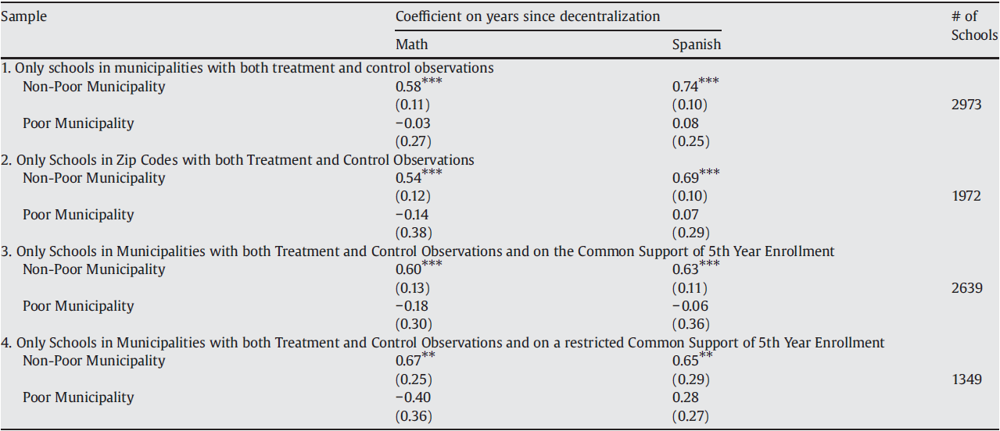 Sample Coefficient on years since decentralization # of
Schools
Math Spanish
1. Only schools in municipalities with both treatment and control observations
Non-Poor Municipality 0.58*** 0.74***
(0.11) (0.10) 2973
Poor Municipality −0.03 0.08
(0.27) (0.25)
2. Only Schools in Zip Codes with both Treatment and Control Observations
Non-Poor Municipality 0.54*** 0.69***
(0.12) (0.10) 1972
Poor Municipality −0.14 0.07
(0.38) (0.29)
3. Only Schools in Municipalities with both Treatment and Control Observations and on the Common Support of 5th Year Enrollment
Non-Poor Municipality 0.60*** 0.63***
(0.13) (0.11) 2639
Poor Municipality −0.18 −0.06
(0.30) (0.36)
4. Only Schools in Municipalities with both Treatment and Control Observations and on a restricted Common Support of 5th Year Enrollment
Non-Poor Municipality 0.67** 0.65**
(0.25) (0.29) 1349
Poor Municipality −0.40 0.28
(0.36) (0.27)